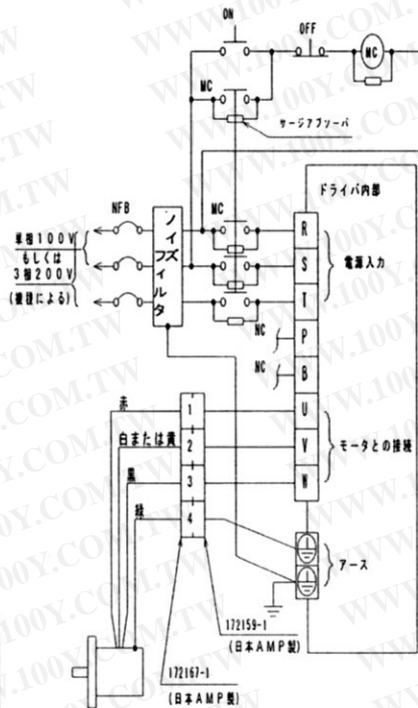 ON
OFF
MC
MC
サージアブソーバ
ドライバ内部
NFB
MC
単相100V
もしくは
3相200V
(機種による)
ノイズフィルタ
R
S
T
P
B
U
V
W
電源入力
NC
NC
モータとの接続
赤
白または黄
黒
緑
1
2
3
4
アース
172159-1
(日本AMP製)
172167-1
(日本AMP製)
WWW.100Y.COM.TW